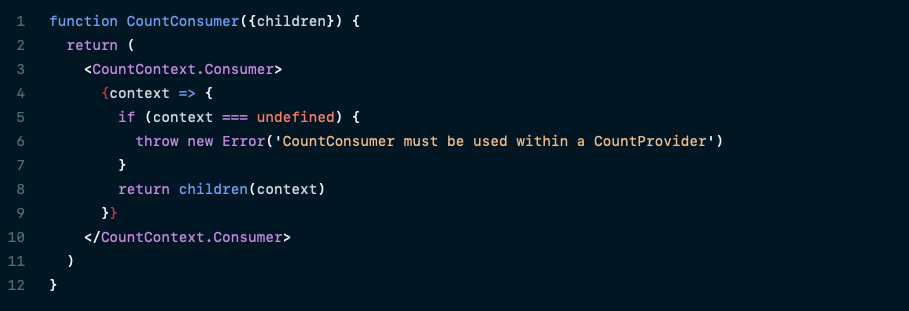 1 function CountConsumer({children}) {
2   return (
3     <CountContext.Consumer>
4       {context => {
5         if (context === undefined) {
6           throw new Error('CountConsumer must be used within a CountProvider')
7         }
8         return children(context)
9       }}
10     </CountContext.Consumer>
11   )
12 }